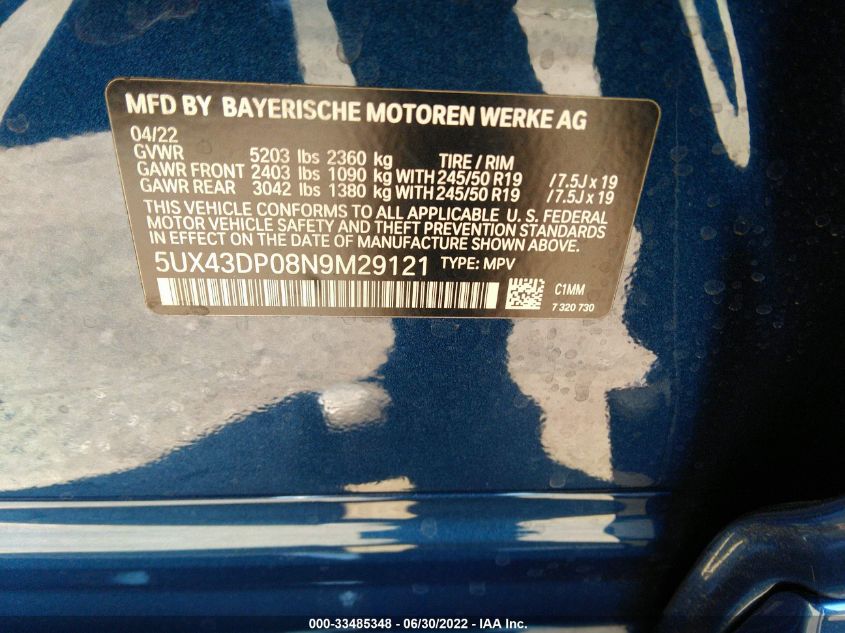 MFD BY BAYERISCHE MOTOREN WERKE AG
04/22
GVWR 5203 lbs 2360 kg TIRE / RIM
GAWR FRONT 2403 lbs 1090 kg WITH 245/50 R19 / 7.5J x 19
GAWR REAR 3042 lbs 1380 kg WITH 245/50 R19 / 7.5J x 19
THIS VEHICLE CONFORMS TO ALL APPLICABLE U. S. FEDERAL
MOTOR VEHICLE SAFETY AND THEFT PREVENTION STANDARDS
IN EFFECT ON THE DATE OF MANUFACTURE SHOWN ABOVE.
5UX43DP08N9M29121 TYPE: MPV
C1MM
7 320 730
000-33485348 - 06/30/2022 - IAA Inc.